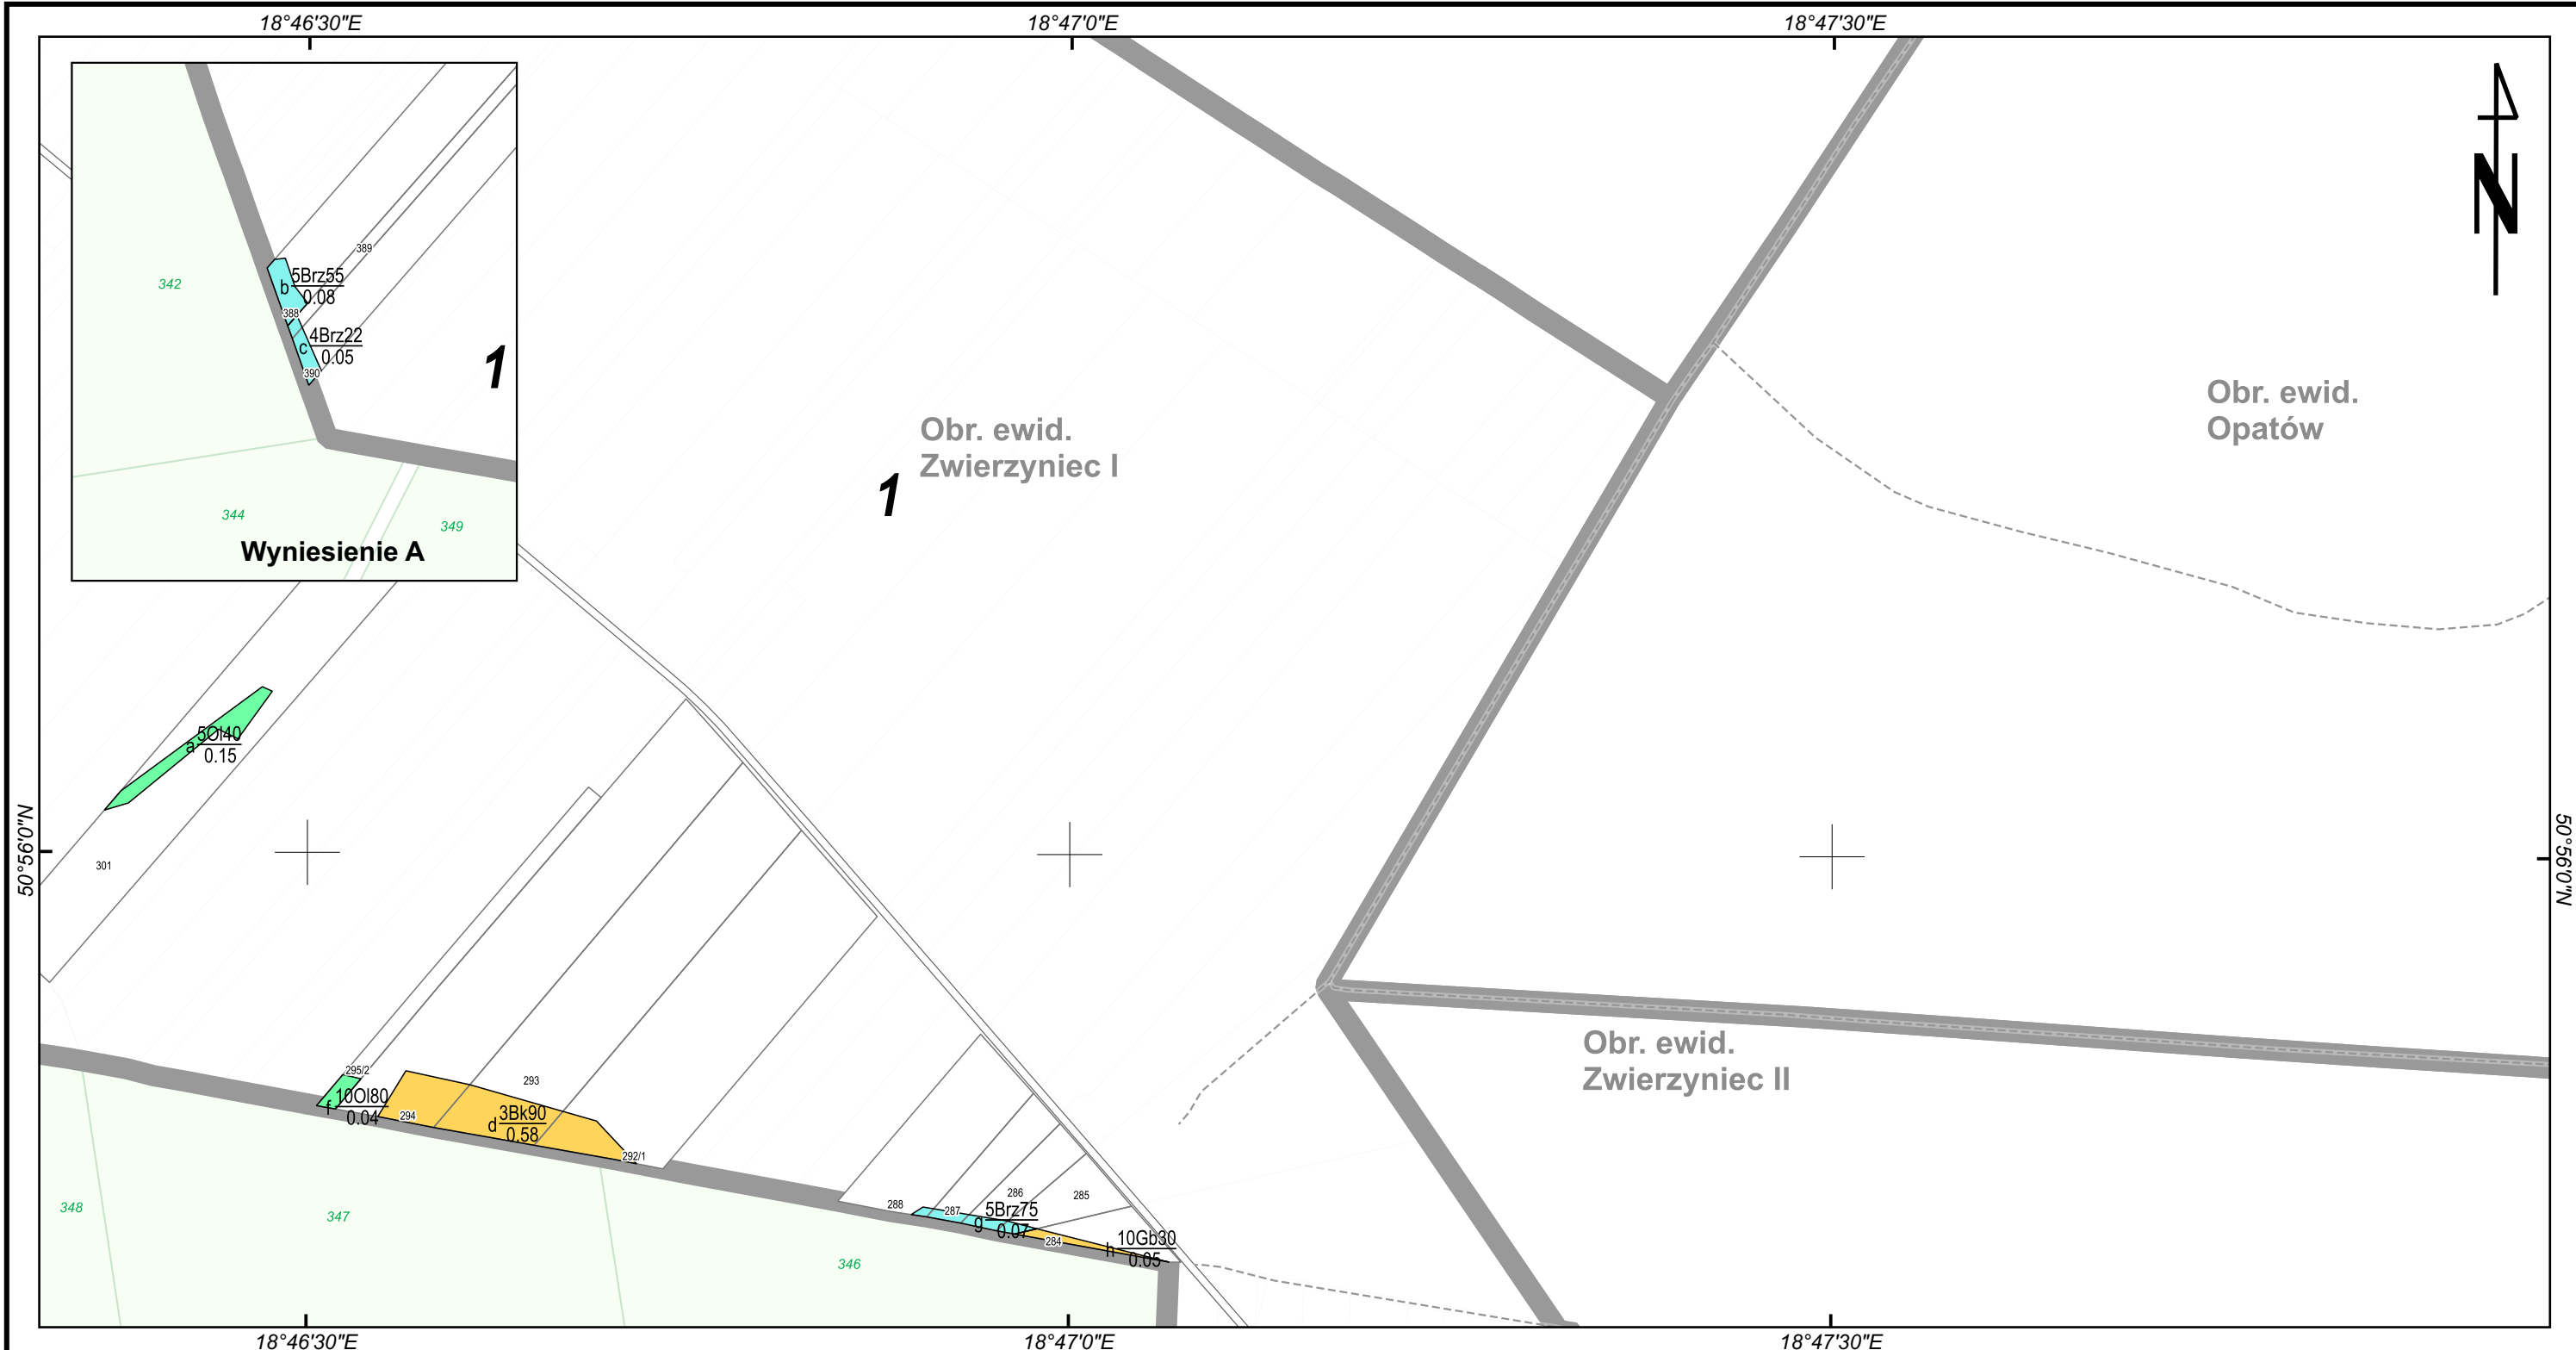 18°46'30"E
18°47'0"E
18°47'30"E
N
389
342
b 5Brz55
0.08
388
c 4Brz22
0.05
390
1
344
349
Wyniesienie A
Obr. ewid.
Zwierzyniec I
1
Obr. ewid.
Opatów
a 5Ol40
0.15
50°56'0"N
50°56'0"N
301
Obr. ewid.
Zwierzyniec II
295/2
293
f 10Ol80
0.04
294
d 3Bk90
0.58
292/1
288
287
286
285
g 5Brz75
0.07
284
h 10Gb30
0.05
348
347
346
18°46'30"E
18°47'0"E
18°47'30"E